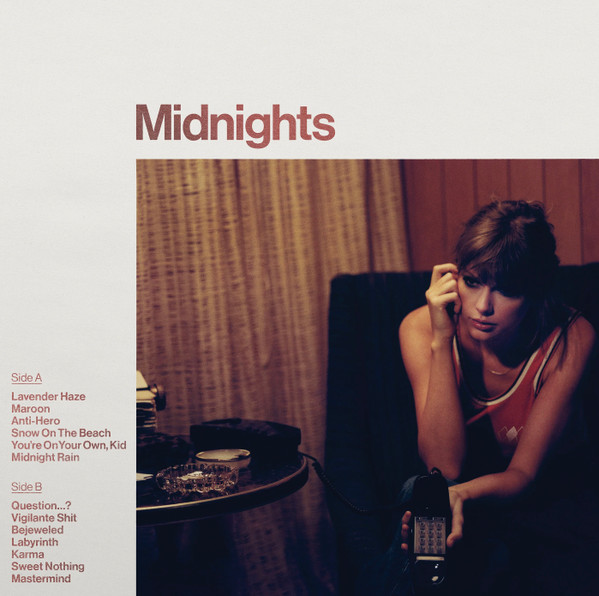 Midnights
Side A
Lavender Haze
Maroon
Anti-Hero
Snow On The Beach
You're On Your Own, Kid
Midnight Rain
Side B
Question...?
Vigilante Shit
Bejeweled
Labyrinth
Karma
Sweet Nothing
Mastermind